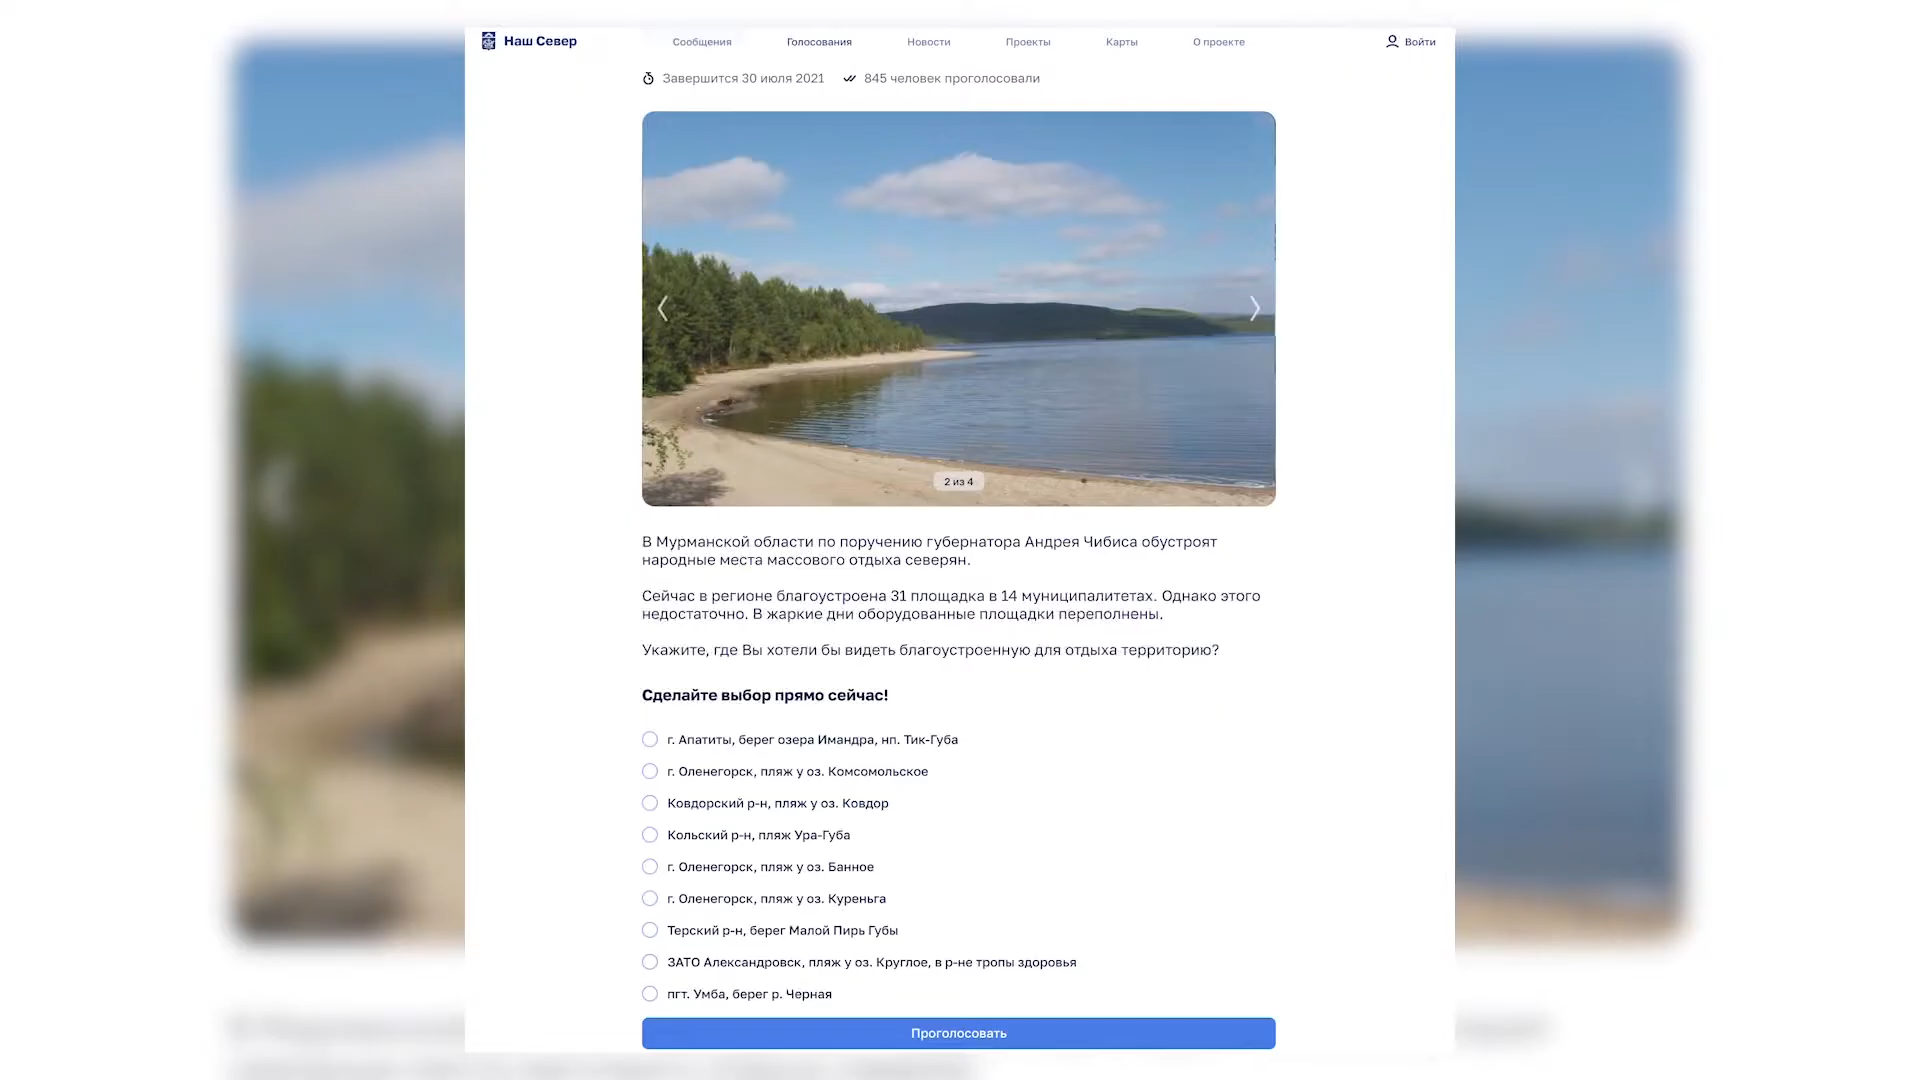 Наш Север
Сообщения
Голосования
Новости
Проекты
Карты
О проекте
Войти
Завершится 30 июля 2021
845 человек проголосовали
2 из 4
В Мурманской области по поручению губернатора Андрея Чибиса обустроят
народные места массового отдыха северян.
Сейчас в регионе благоустроена 31 площадка в 14 муниципалитетах. Однако этого
недостаточно. В жаркие дни оборудованные площадки переполнены.
Укажите, где Вы хотели бы видеть благоустроенную для отдыха территорию?
Сделайте выбор прямо сейчас!
г. Апатиты, берег озера Имандра, нп. Тик-Губа
г. Оленегорск, пляж у оз. Комсомольское
Ковдорский р-н, пляж у оз. Ковдор
Кольский р-н, пляж Ура-Губа
г. Оленегорск, пляж у оз. Банное
г. Оленегорск, пляж у оз. Куреньга
Терский р-н, берег Малой Пирь Губы
ЗАТО Александровск, пляж у оз. Круглое, в р-не тропы здоровья
пгт. Умба, берег р. Черная
Проголосовать